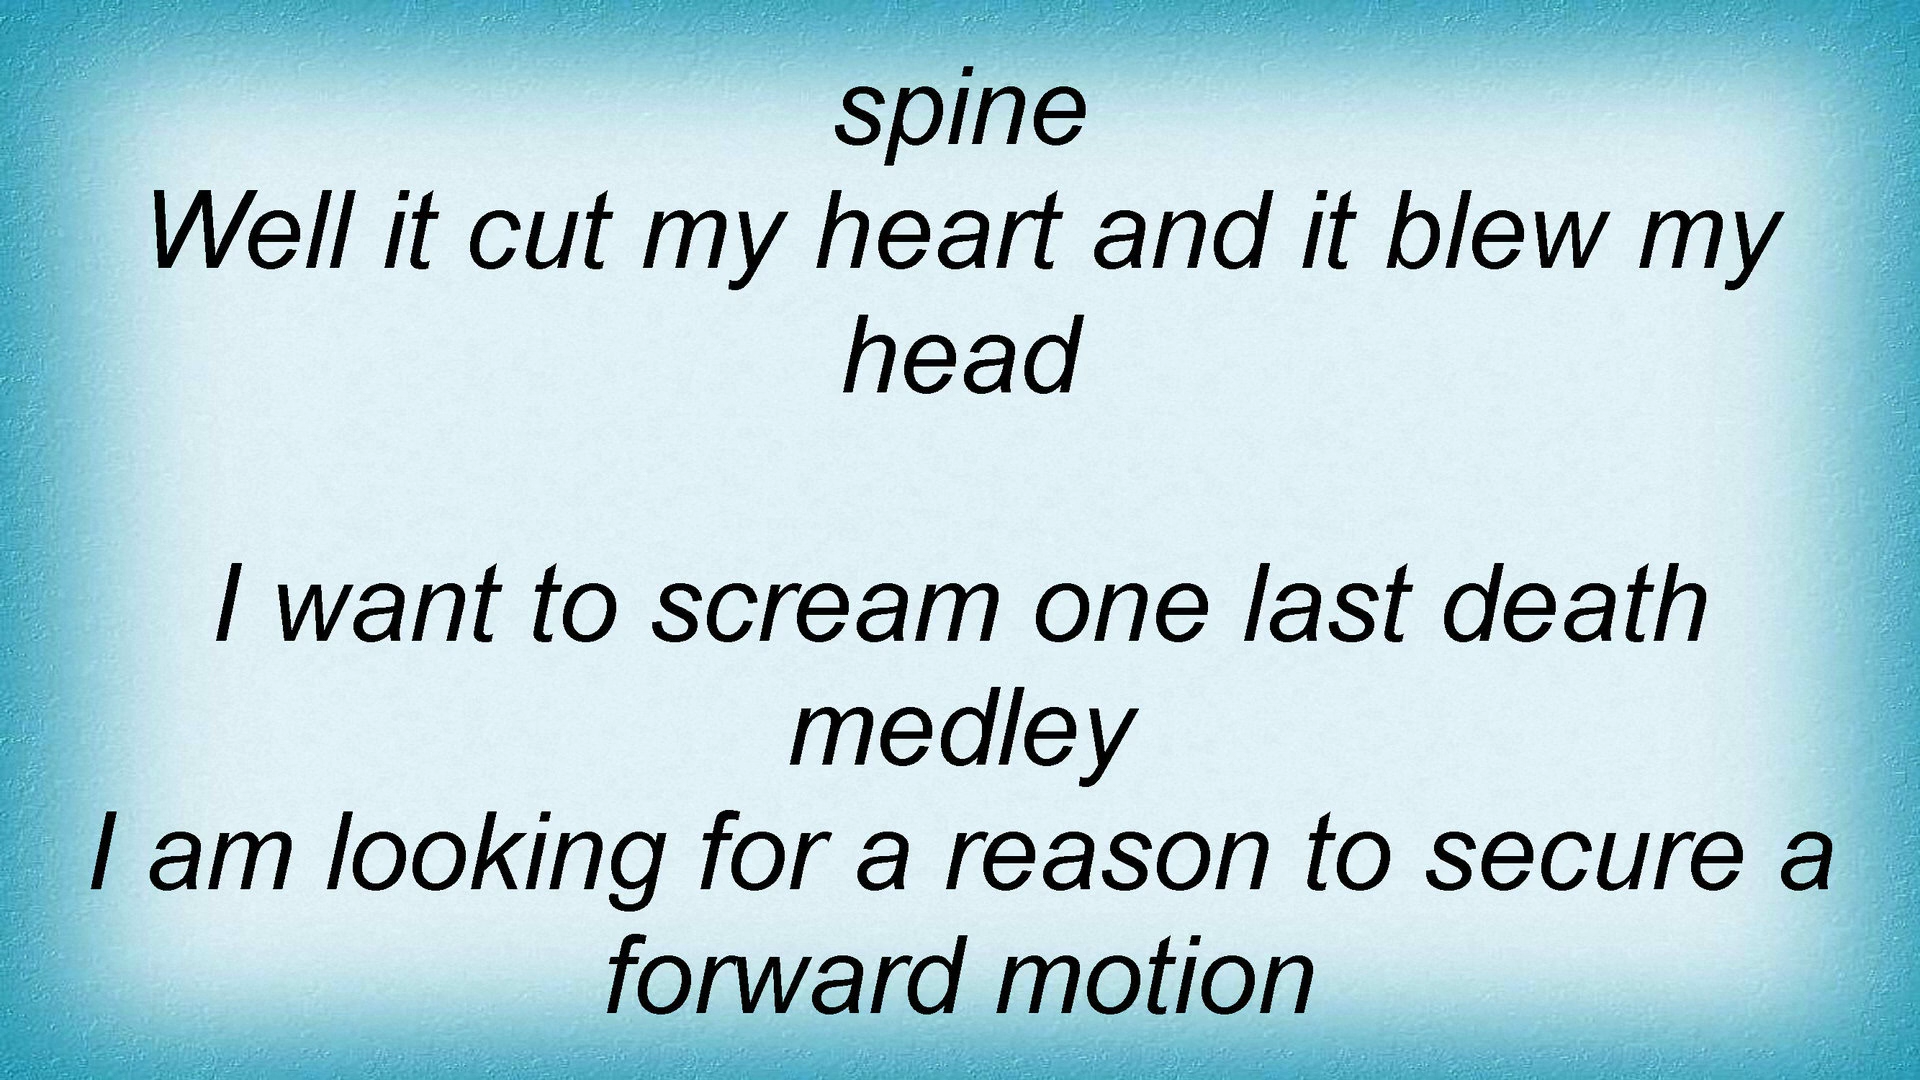 spine
Well it cut my heart and it blew my
head
I want to scream one last death
medley
I am looking for a reason to secure a
forward motion